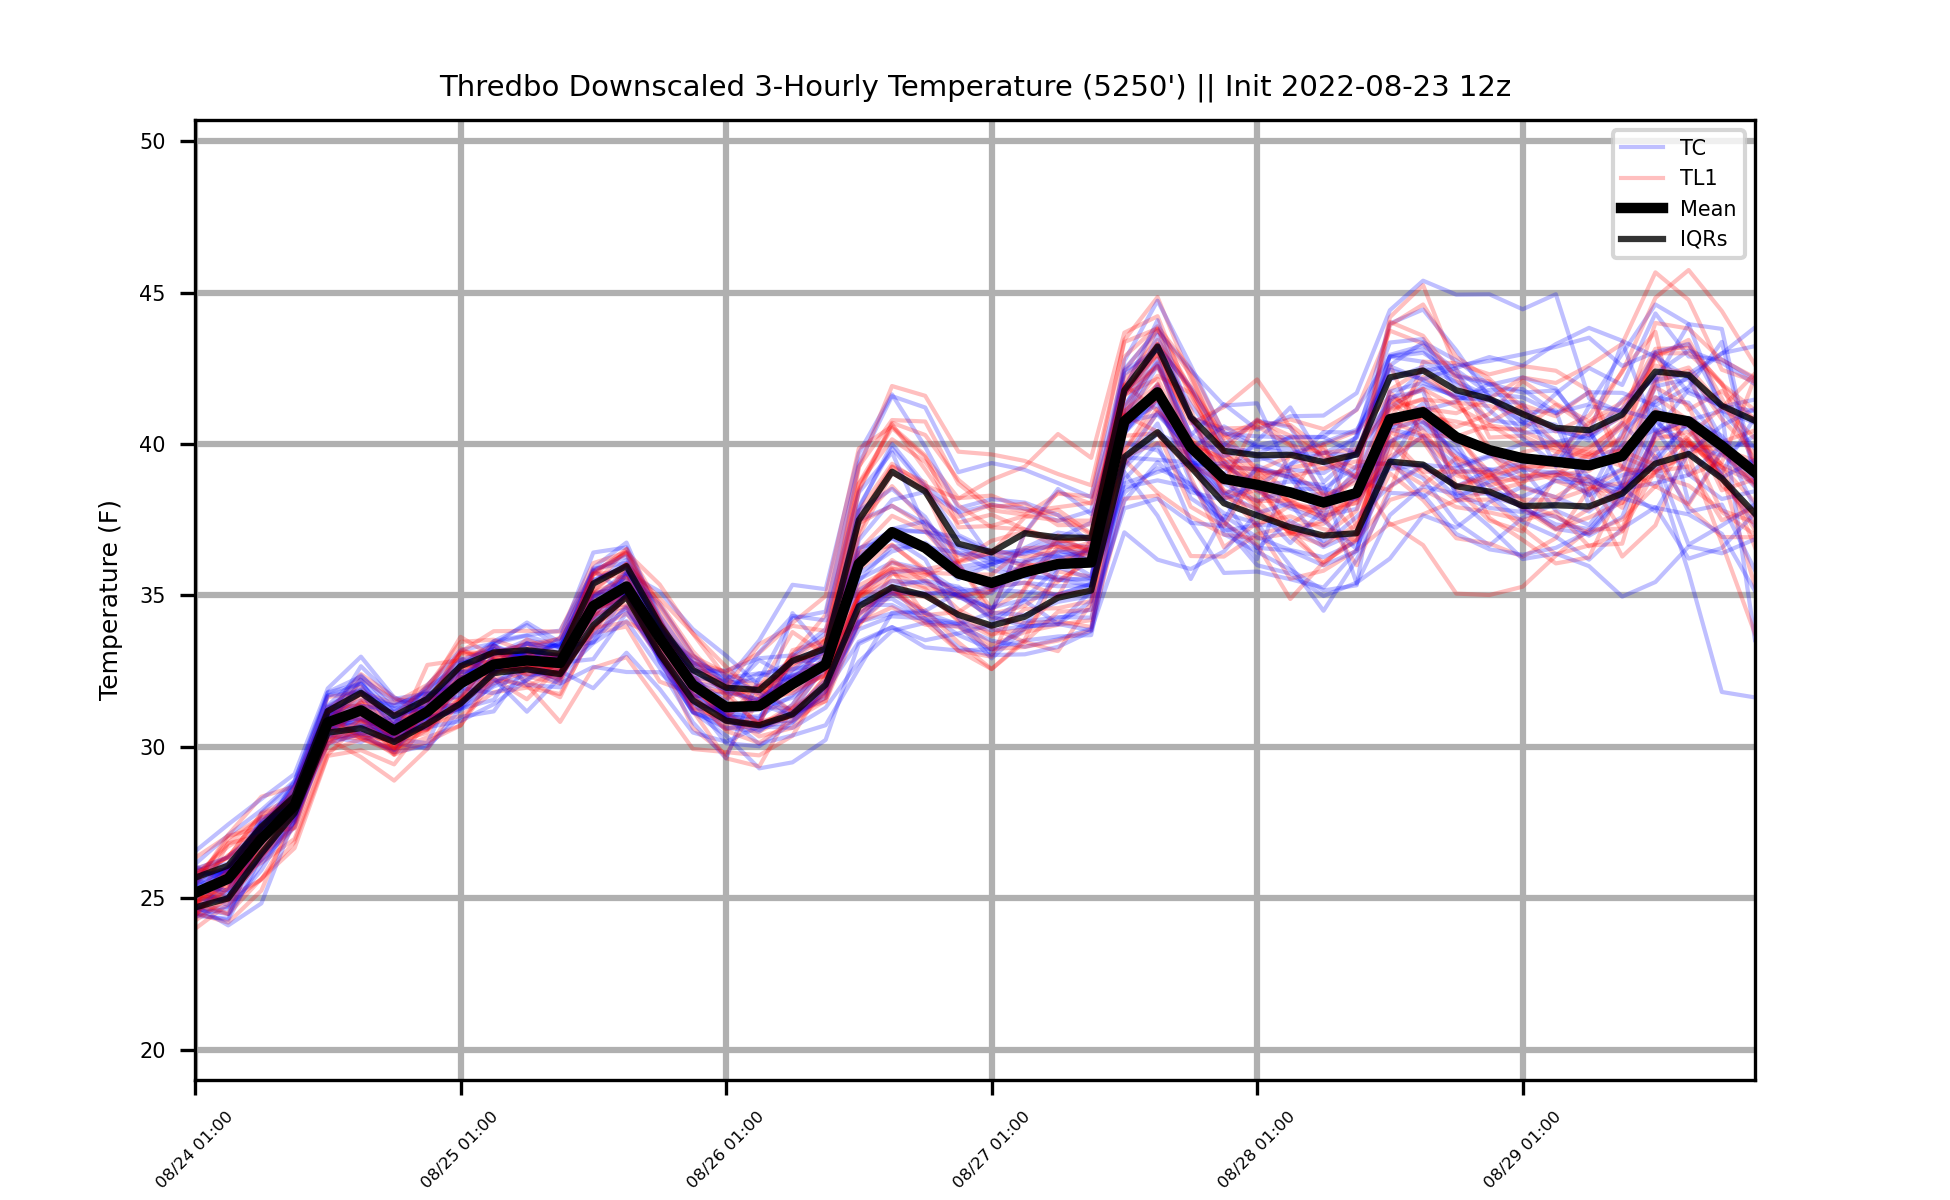 Thredbo Downscaled 3-Hourly Temperature (5250') || Init 2022-08-23 12z
TC
TL1
Mean
IQRs
Temperature (F)
50
45
40
35
30
25
20
08/24 01:00
08/25 01:00
08/26 01:00
08/27 01:00
08/28 01:00
08/29 01:00